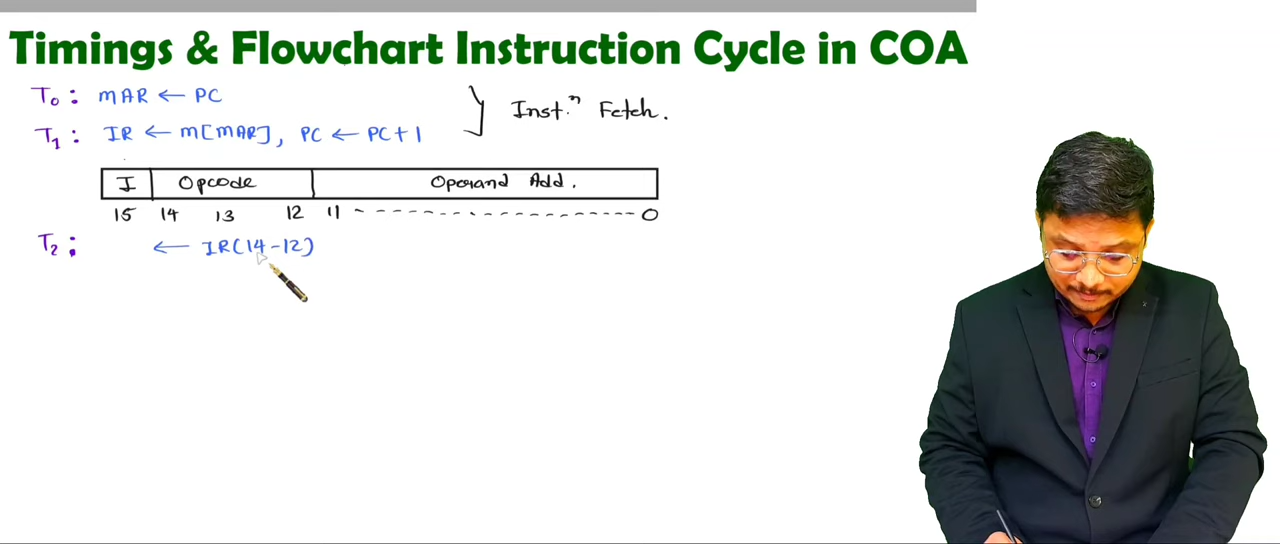 Timings & Flowchart Instruction Cycle in COA
T₀ : MAR ← PC
T₁ : IR ← M[MAR], PC ← PC+1
} Inst.ⁿ Fetch.
I Opcode Operand Add.
15 14 13 12 11 - - - - - - - - - - - - - - - - - - - - 0
T₂ : ← IR(14-12)